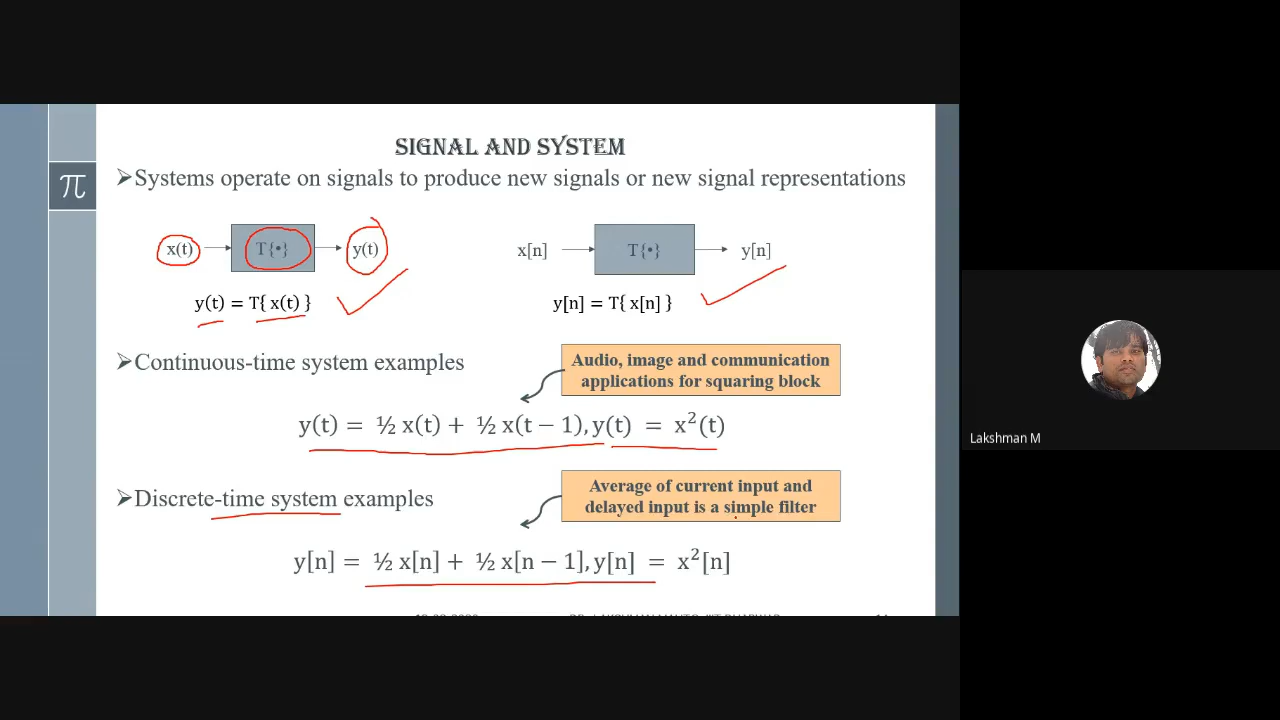 SIGNAL AND SYSTEM
π
➢Systems operate on signals to produce new signals or new signal representations
x(t) T{•} y(t)
x[n] T{•} y[n]
y(t) = T{ x(t) }
y[n] = T{ x[n] }
➢Continuous-time system examples
Audio, image and communication
applications for squaring block
y(t) = ½ x(t) + ½ x(t − 1), y(t) = x²(t)
➢Discrete-time system examples
Average of current input and
delayed input is a simple filter
y[n] = ½ x[n] + ½ x[n − 1], y[n] = x²[n]
Lakshman M